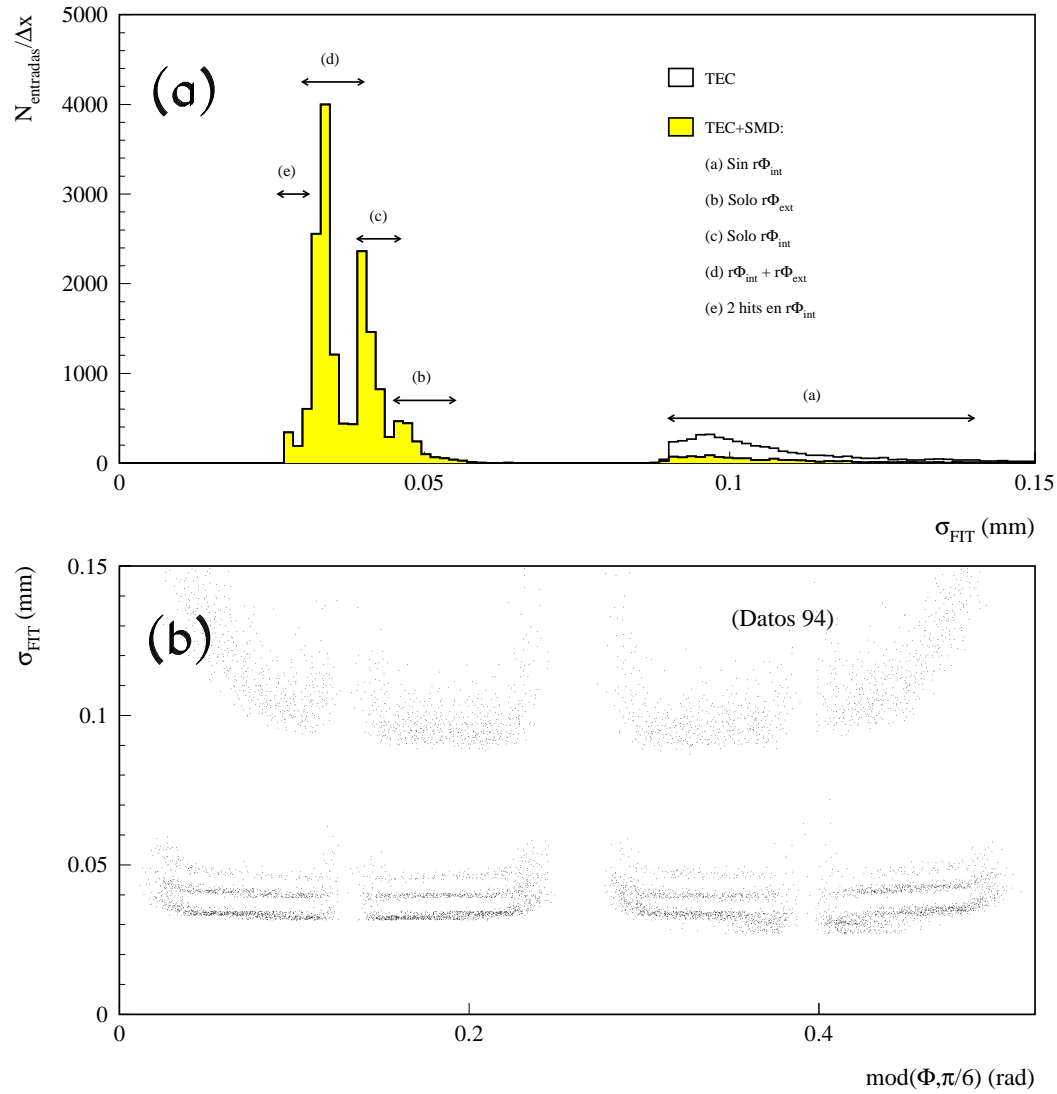 N_entradas/Δx
5000
4000
3000
2000
1000
0
(a)
(d)
(e)
(c)
(b)
(a)
TEC
TEC+SMD:
(a) Sin rΦ_int
(b) Solo rΦ_ext
(c) Solo rΦ_int
(d) rΦ_int + rΦ_ext
(e) 2 hits en rΦ_int
0 0.05 0.1 0.15
σ_FIT (mm)
σ_FIT (mm)
0.15
0.1
0.05
0
(b)
(Datos 94)
0 0.2 0.4
mod(Φ,π/6) (rad)